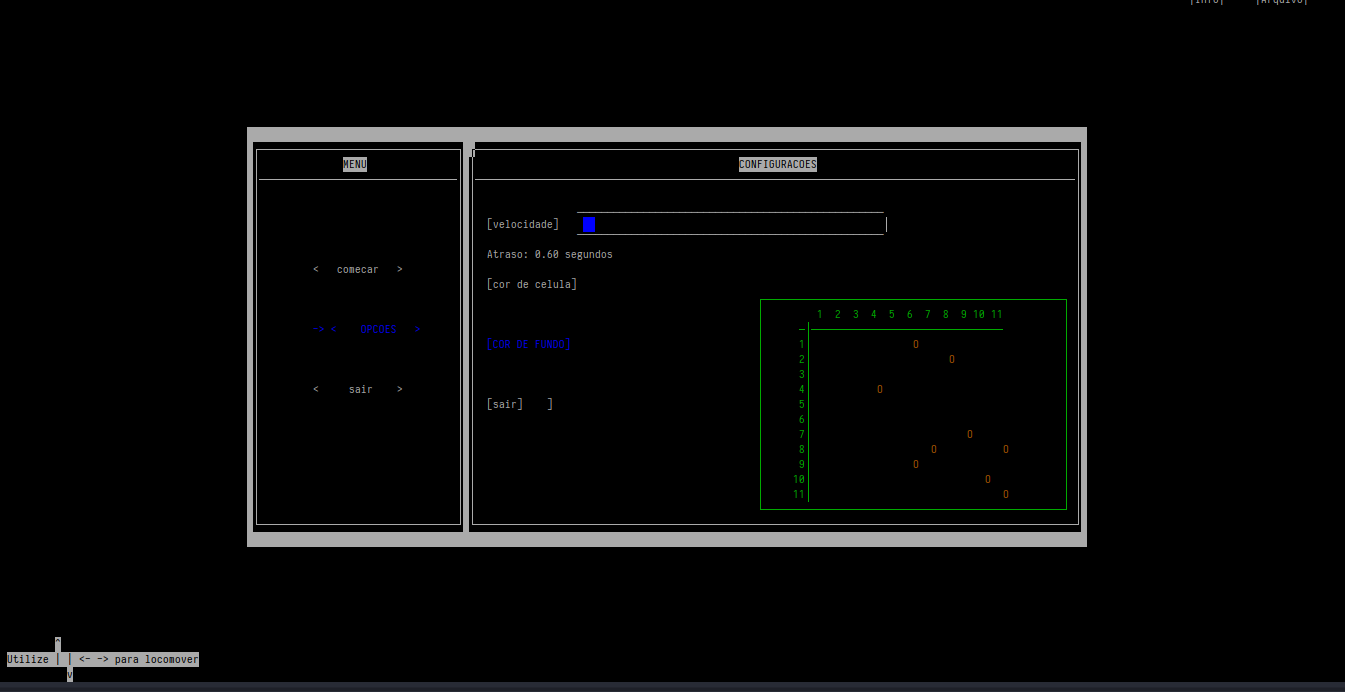 |Info| |Arquivo|
MENU
CONFIGURACOES
[velocidade]
Atraso: 0.60 segundos
< comecar >
[cor de celula]
1 2 3 4 5 6 7 8 9 10 11
-> < OPCOES >
[COR DE FUNDO]
1 O
2 O
3
< sair >
4 O
[sair] ]
5
6
7 O
8 O O
9 O
10 O
11 O
^
Utilize | | <- -> para locomover
v